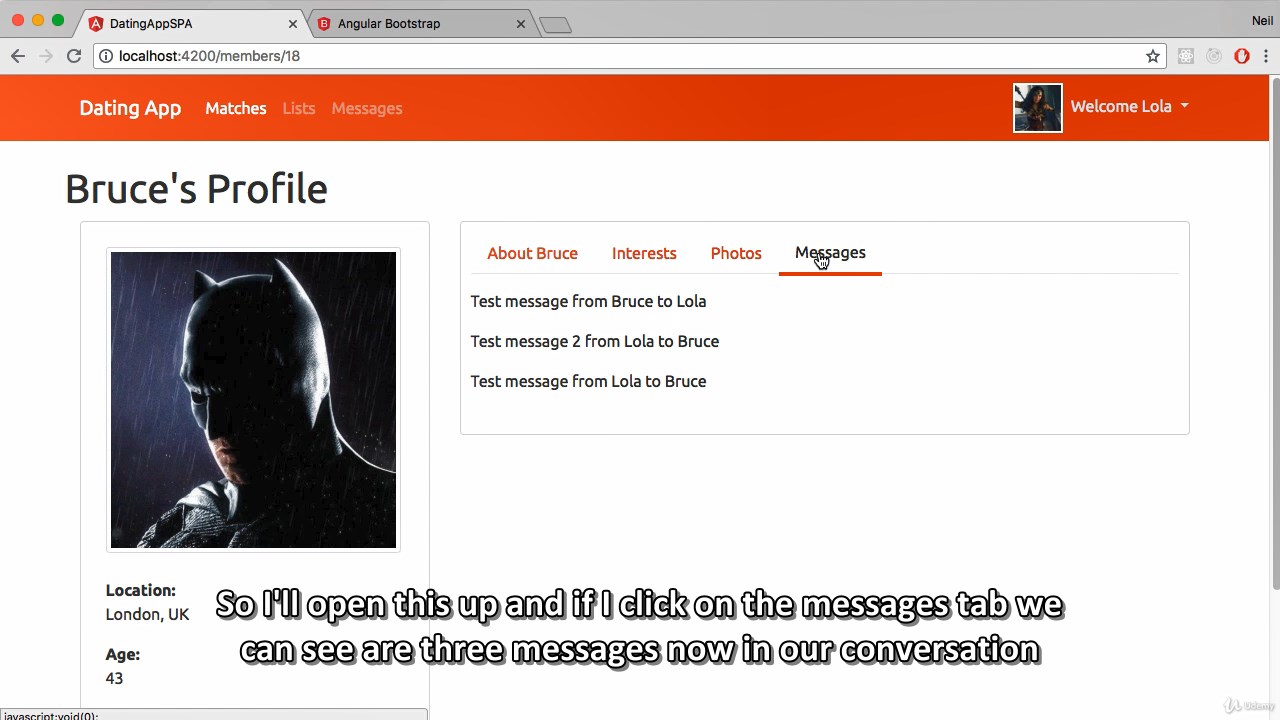 DatingAppSPA
Angular Bootstrap
Neil
localhost:4200/members/18
Dating App Matches Lists Messages
Welcome Lola
Bruce's Profile
About Bruce Interests Photos Messages
Test message from Bruce to Lola
Test message 2 from Lola to Bruce
Test message from Lola to Bruce
Location:
London, UK
Age:
43
So I'll open this up and if I click on the messages tab we
can see are three messages now in our conversation
javascript:void(0);
Udemy